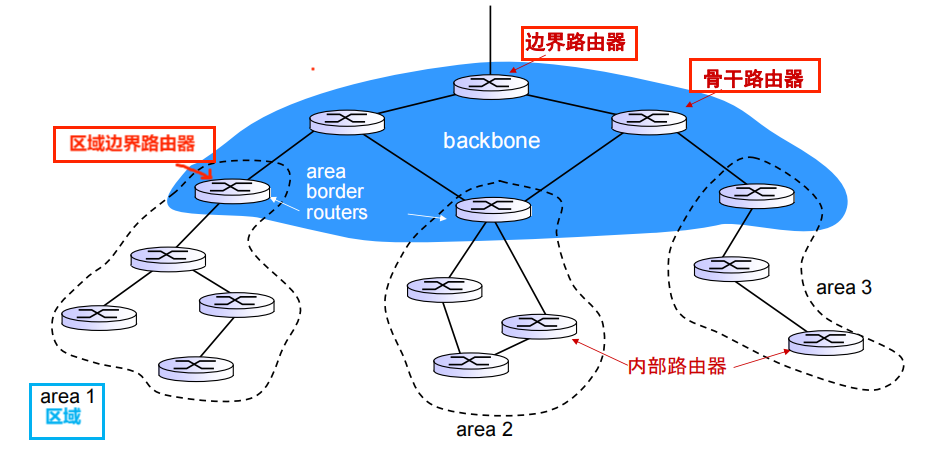 边界路由器
骨干路由器
区域边界路由器
backbone
area
border
routers
area 3
内部路由器
area 1
区域
area 2